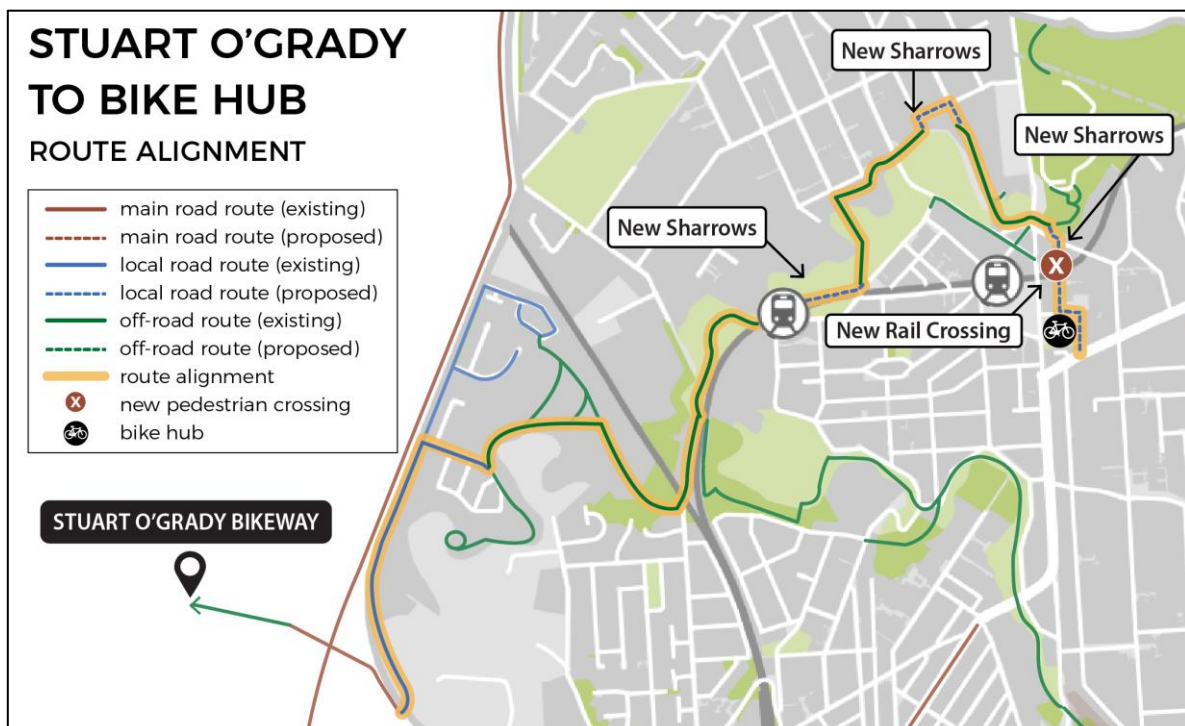 STUART O'GRADY
TO BIKE HUB
ROUTE ALIGNMENT
main road route (existing)
main road route (proposed)
local road route (existing)
local road route (proposed)
off-road route (existing)
off-road route (proposed)
route alignment
X new pedestrian crossing
bike hub
New Sharrows
New Sharrows
New Sharrows
X
New Rail Crossing
STUART O'GRADY BIKEWAY